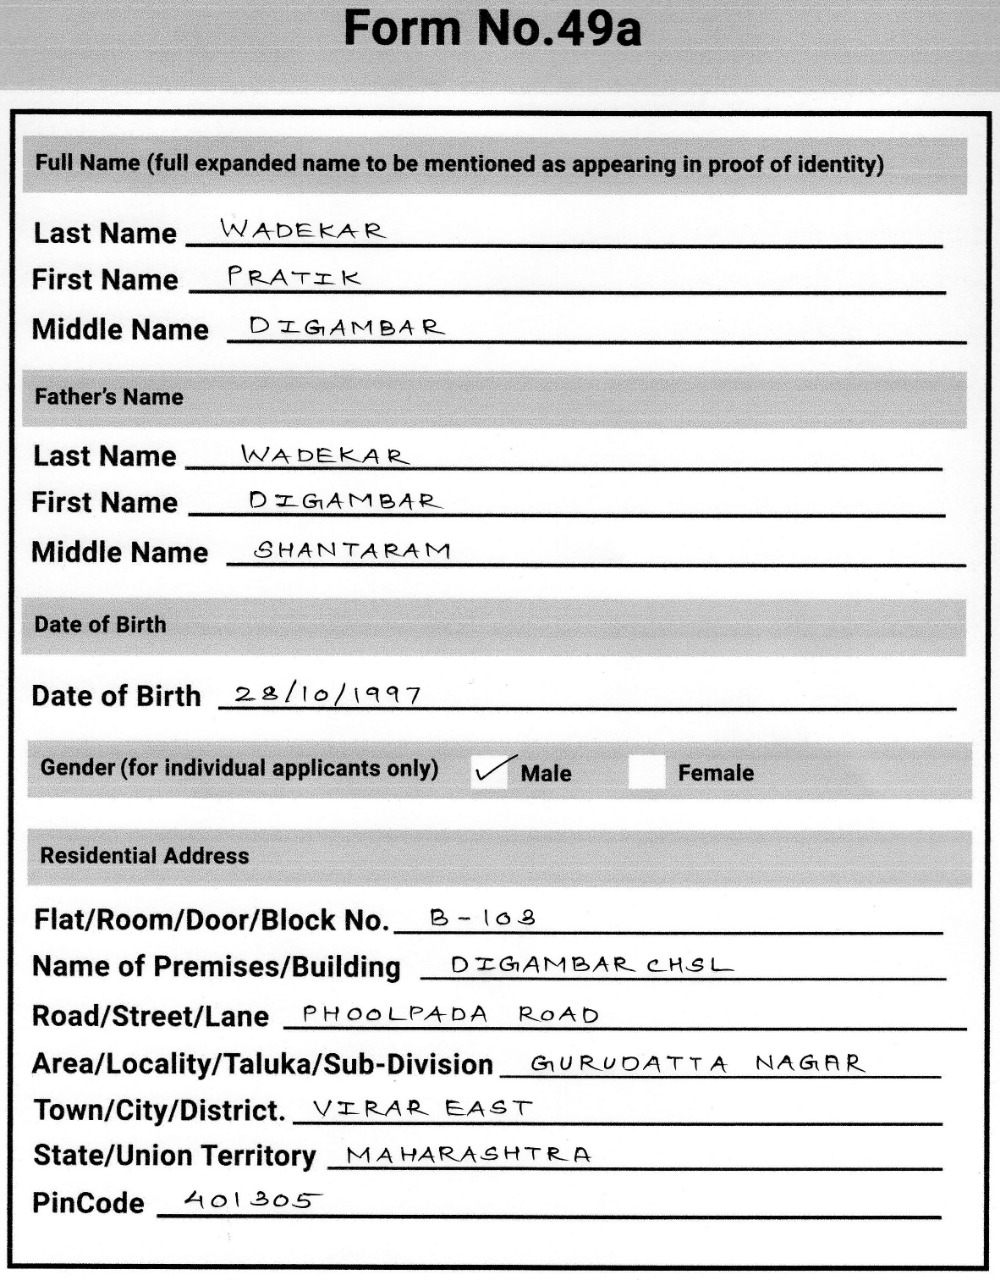 Form No.49a
Full Name (full expanded name to be mentioned as appearing in proof of identity)
Last Name WADEKAR
First Name PRATIK
Middle Name DIGAMBAR
Father's Name
Last Name WADEKAR
First Name DIGAMBAR
Middle Name SHANTARAM
Date of Birth
Date of Birth 28/10/1997
Gender (for individual applicants only) ✓ Male Female
Residential Address
Flat/Room/Door/Block No. B-103
Name of Premises/Building DIGAMBAR CHSL
Road/Street/Lane PHOOLPADA ROAD
Area/Locality/Taluka/Sub-Division GURUDATTA NAGAR
Town/City/District. VIRAR EAST
State/Union Territory MAHARASHTRA
PinCode 401305